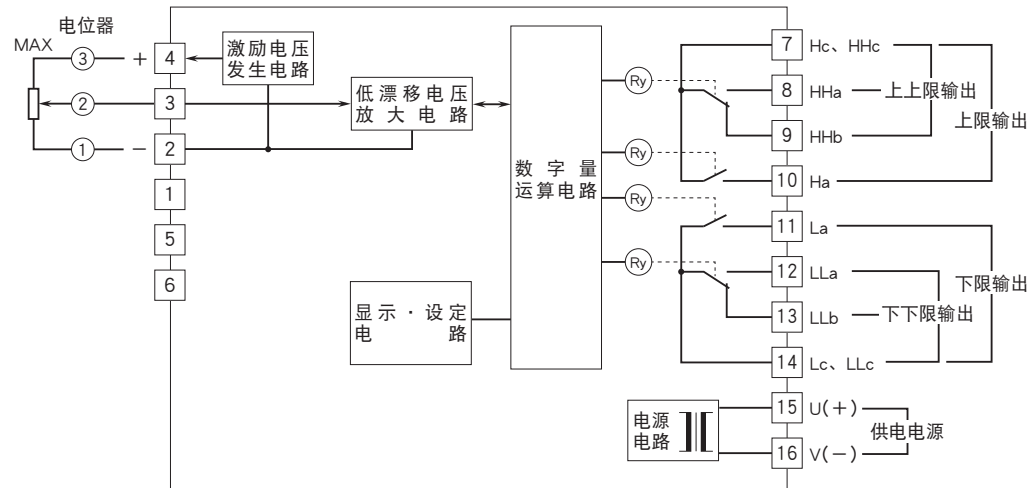 电位器
MAX
③
+
4
激励电压
发生电路
②
3
低漂移电压
放大电路
①
−
2
1
5
6
显示·设定
电路
数字量
运算电路
Ry
Ry
Ry
Ry
7 Hc、HHc
8 HHa 上上限输出
9 HHb
上限输出
10 Ha
11 La
12 LLa
下限输出
13 LLb 下下限输出
14 Lc、LLc
电源
电路
15 U(+)
供电电源
16 V(−)